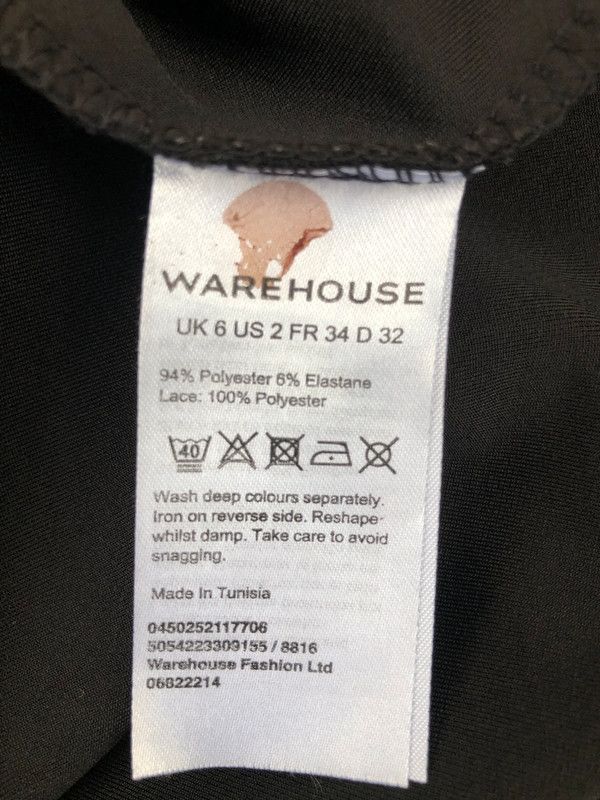 WAREHOUSE
UK 6 US 2 FR 34 D 32
94% Polyester 6% Elastane
Lace: 100% Polyester
40
Wash deep colours separately.
Iron on reverse side. Reshape
whilst damp. Take care to avoid
snagging.
Made In Tunisia
0450252117706
5054223309155 / 8816
Warehouse Fashion Ltd
06822214